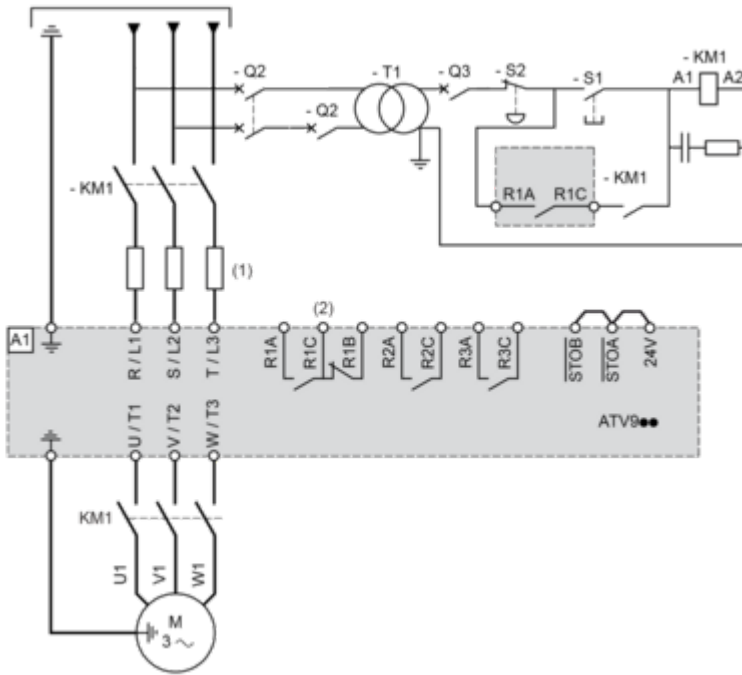 - Q2
- T1
- Q3
- S2
- S1
- KM1
A1
A2
- Q2
- KM1
R1A
R1C
- KM1
(1)
(2)
A1
R / L1
S / L2
T / L3
R1A
R1C
R1B
R2A
R2C
R3A
R3C
STOB
STOA
24V
U / T1
V / T2
W / T3
ATV9●●
KM1
U1
V1
W1
M
3 ~